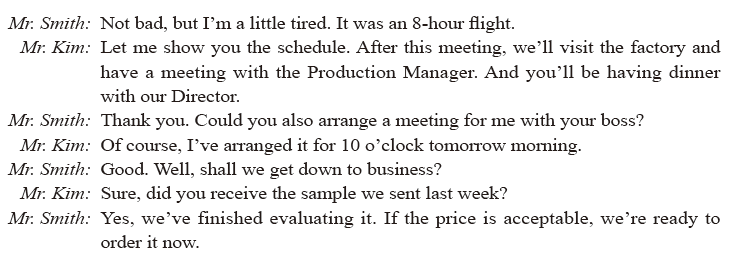 Mr. Smith: Not bad, but I’m a little tired. It was an 8-hour flight.
Mr. Kim: Let me show you the schedule. After this meeting, we’ll visit the factory and
have a meeting with the Production Manager. And you’ll be having dinner
with our Director.
Mr. Smith: Thank you. Could you also arrange a meeting for me with your boss?
Mr. Kim: Of course, I’ve arranged it for 10 o’clock tomorrow morning.
Mr. Smith: Good. Well, shall we get down to business?
Mr. Kim: Sure, did you receive the sample we sent last week?
Mr. Smith: Yes, we’ve finished evaluating it. If the price is acceptable, we’re ready to
order it now.